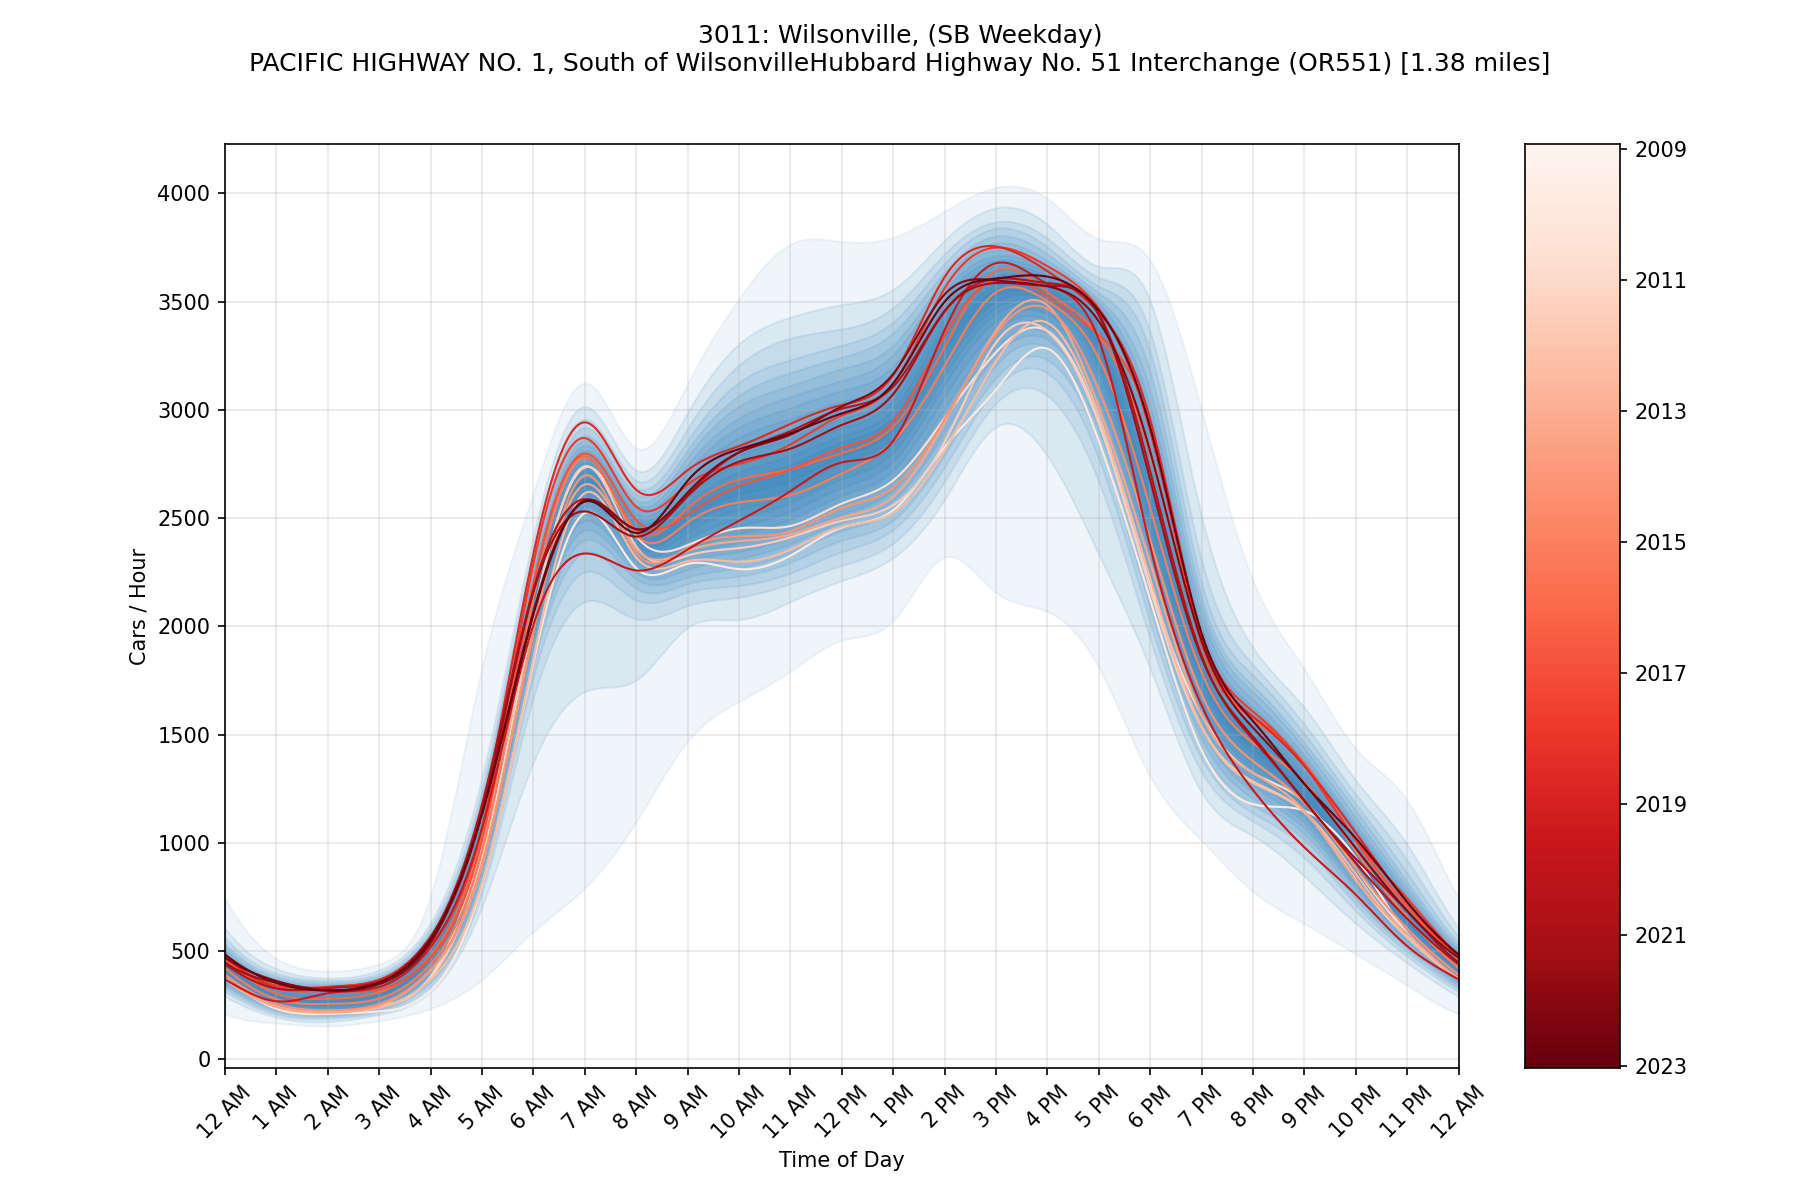 3011: Wilsonville, (SB Weekday)
PACIFIC HIGHWAY NO. 1, South of WilsonvilleHubbard Highway No. 51 Interchange (OR551) [1.38 miles]
Cars / Hour
4000
3500
3000
2500
2000
1500
1000
500
0
12 AM
1 AM
2 AM
3 AM
4 AM
5 AM
6 AM
7 AM
8 AM
9 AM
10 AM
11 AM
12 PM
1 PM
2 PM
3 PM
4 PM
5 PM
6 PM
7 PM
8 PM
9 PM
10 PM
11 PM
12 AM
Time of Day
2009
2011
2013
2015
2017
2019
2021
2023